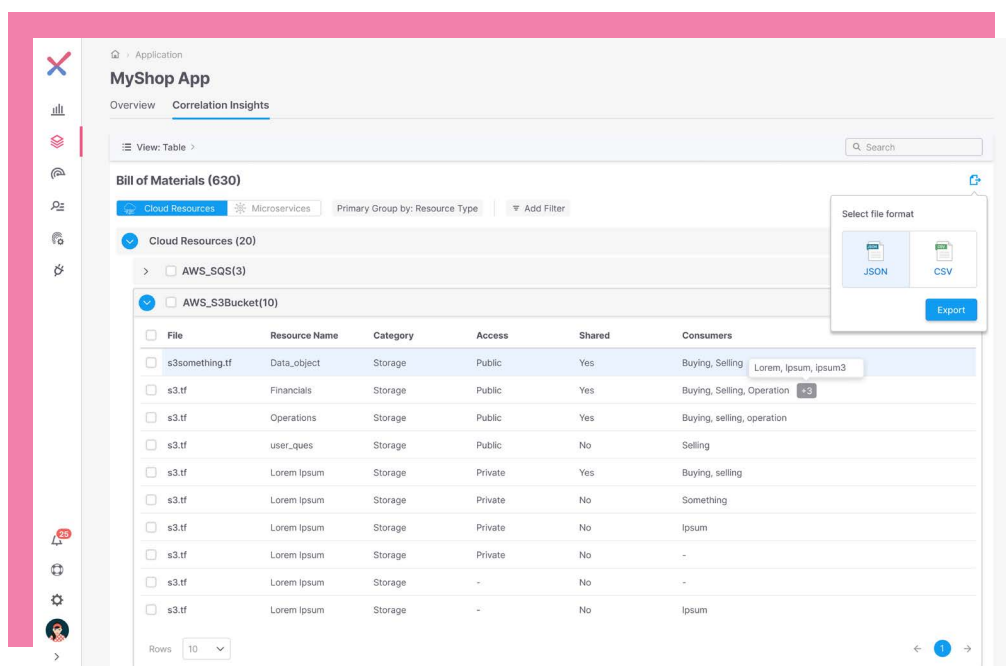 Application
MyShop App
Overview Correlation Insights
View: Table
Search
Bill of Materials (630)
Cloud Resources Microservices Primary Group by: Resource Type Add Filter
Select file format
JSON CSV
Export
Cloud Resources (20)
AWS_SQS(3)
AWS_S3Bucket(10)
File Resource Name Category Access Shared Consumers
s3something.tf Data_object Storage Public Yes Buying, Selling
Lorem, Ipsum, ipsum3
s3.tf Financials Storage Public Yes Buying, Selling, Operation +3
s3.tf Operations Storage Public Yes Buying, selling, operation
s3.tf user_ques Storage Public No Selling
s3.tf Lorem Ipsum Storage Private Yes Buying, selling
s3.tf Lorem Ipsum Storage Private No Something
s3.tf Lorem Ipsum Storage Private No Ipsum
s3.tf Lorem Ipsum Storage Private No -
s3.tf Lorem Ipsum Storage - No -
s3.tf Lorem Ipsum Storage - No Ipsum
25
Rows 10 1